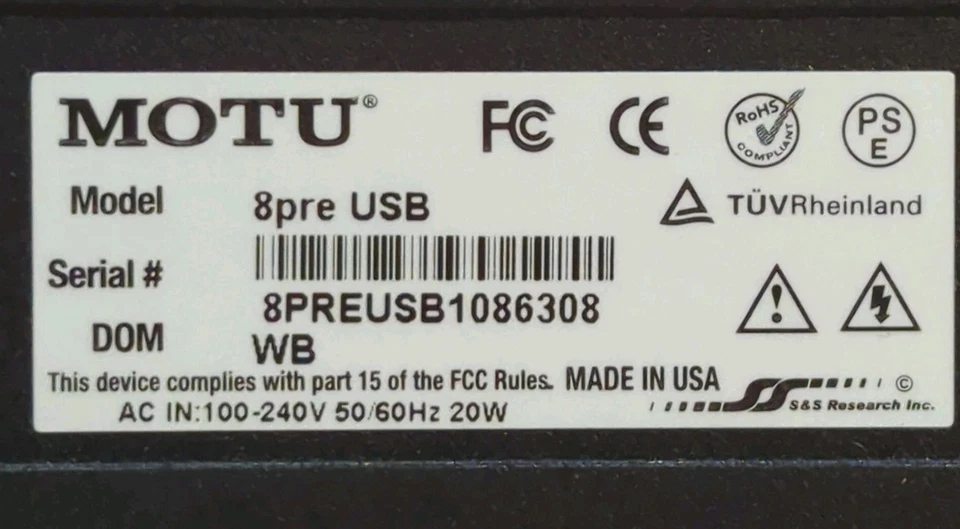 MOTU® FC CE RoHS COMPLIANT PS E
Model 8pre USB TÜVRheinland
Serial # 8PREUSB1086308
DOM WB
This device complies with part 15 of the FCC Rules. MADE IN USA ©
AC IN:100-240V 50/60Hz 20W S&S Research Inc.